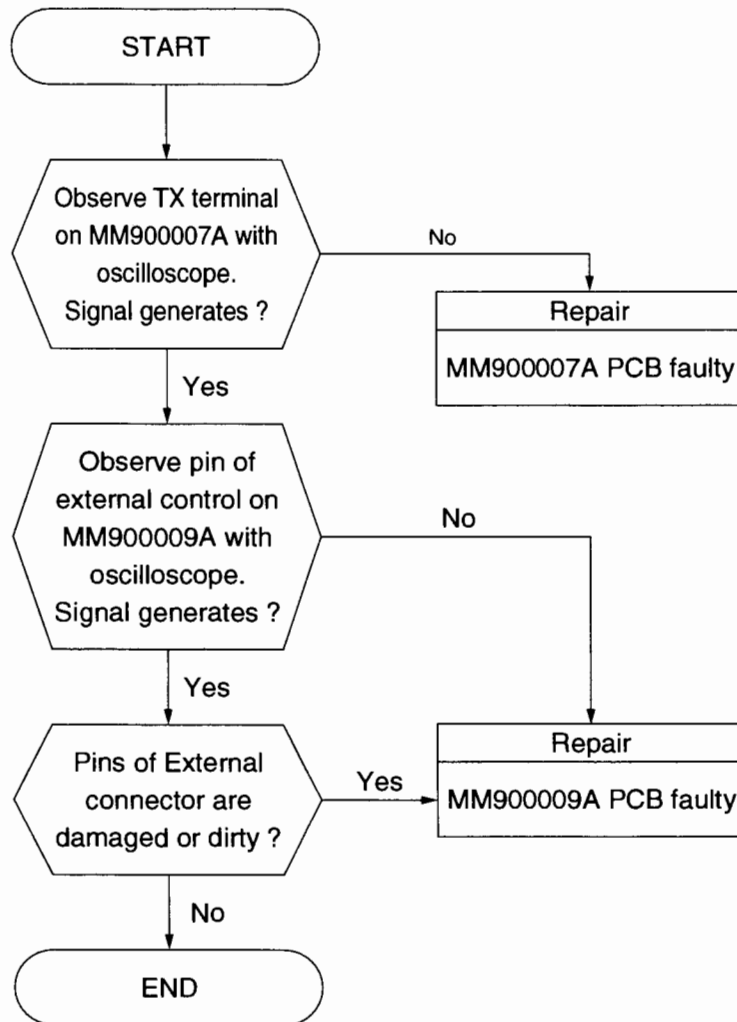 START
Observe TX terminal
on MM900007A with
oscilloscope.
Signal generates ?
No
Repair
MM900007A PCB faulty
Yes
Observe pin of
external control on
MM900009A with
oscilloscope.
Signal generates ?
No
Yes
Pins of External
connector are
damaged or dirty ?
Yes
Repair
MM900009A PCB faulty
No
END